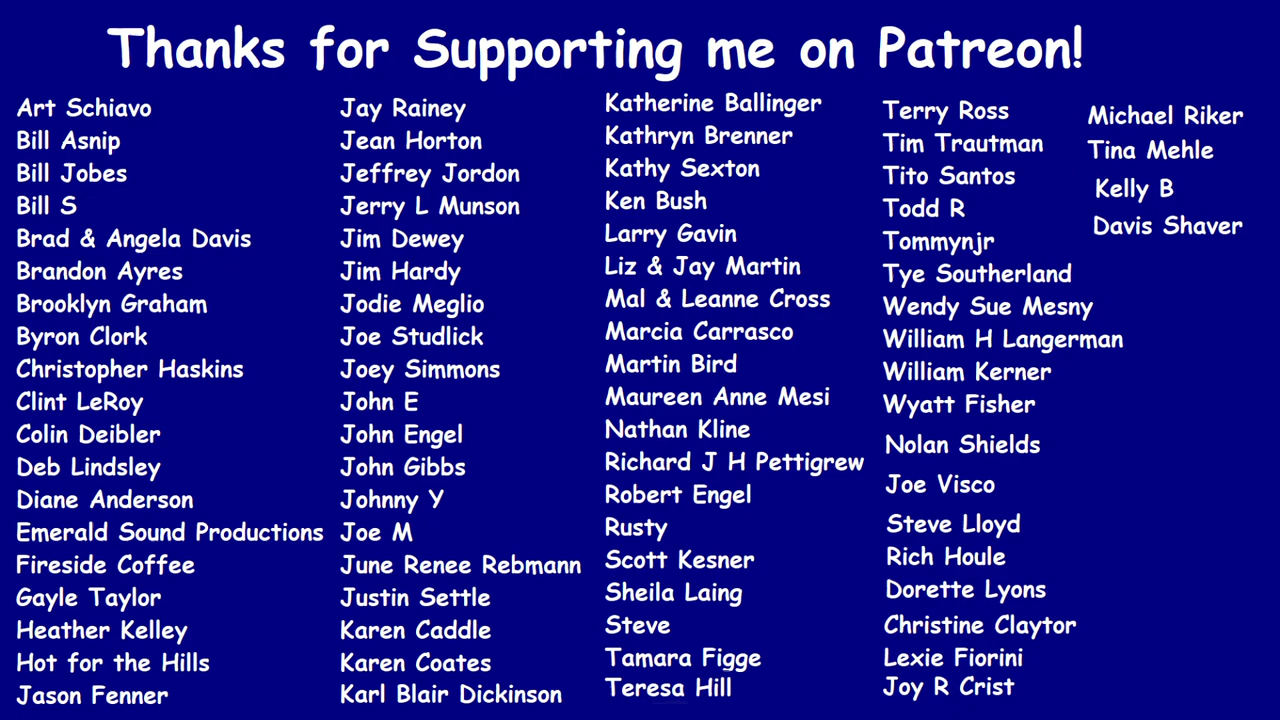 Thanks for Supporting me on Patreon!
Art Schiavo
Bill Asnip
Bill Jobes
Bill S
Brad & Angela Davis
Brandon Ayres
Brooklyn Graham
Byron Clork
Christopher Haskins
Clint LeRoy
Colin Deibler
Deb Lindsley
Diane Anderson
Emerald Sound Productions
Fireside Coffee
Gayle Taylor
Heather Kelley
Hot for the Hills
Jason Fenner
Jay Rainey
Jean Horton
Jeffrey Jordon
Jerry L Munson
Jim Dewey
Jim Hardy
Jodie Meglio
Joe Studlick
Joey Simmons
John E
John Engel
John Gibbs
Johnny Y
Joe M
June Renee Rebmann
Justin Settle
Karen Caddle
Karen Coates
Karl Blair Dickinson
Katherine Ballinger
Kathryn Brenner
Kathy Sexton
Ken Bush
Larry Gavin
Liz & Jay Martin
Mal & Leanne Cross
Marcia Carrasco
Martin Bird
Maureen Anne Mesi
Nathan Kline
Richard J H Pettigrew
Robert Engel
Rusty
Scott Kesner
Sheila Laing
Steve
Tamara Figge
Teresa Hill
Terry Ross
Tim Trautman
Tito Santos
Todd R
Tommynjr
Tye Southerland
Wendy Sue Mesny
William H Langerman
William Kerner
Wyatt Fisher
Nolan Shields
Joe Visco
Steve Lloyd
Rich Houle
Dorette Lyons
Christine Claytor
Lexie Fiorini
Joy R Crist
Michael Riker
Tina Mehle
Kelly B
Davis Shaver